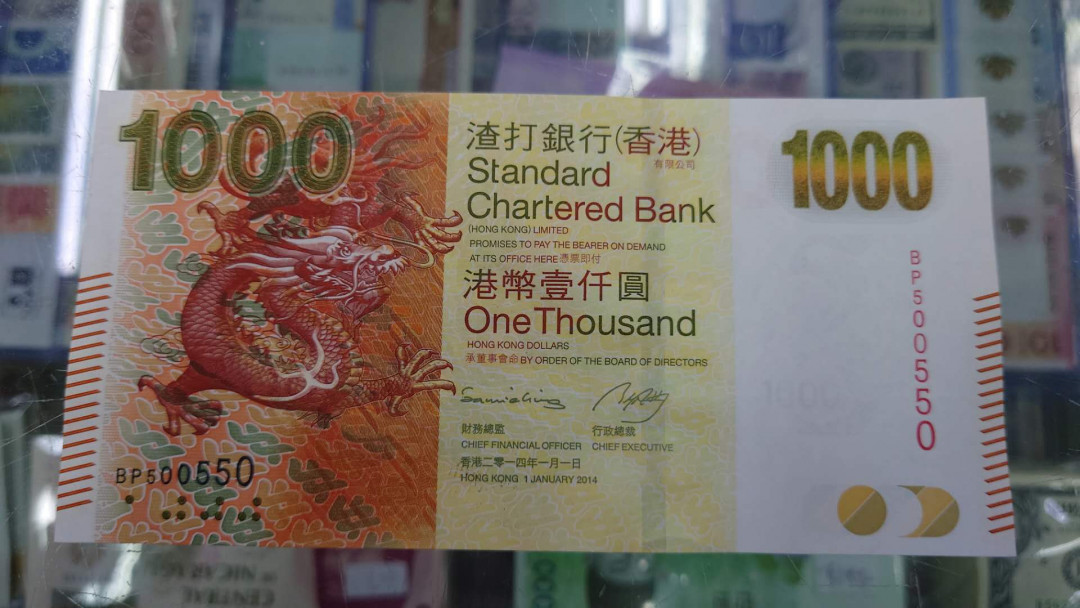 1000
渣打銀行(香港)
有限公司
Standard
Chartered Bank
(HONG KONG) LIMITED
PROMISES TO PAY THE BEARER ON DEMAND
AT ITS OFFICE HERE 憑票即付
港幣壹仟圓
One Thousand
HONG KONG DOLLARS
承董事會命 BY ORDER OF THE BOARD OF DIRECTORS
財務總監
CHIEF FINANCIAL OFFICER
行政總裁
CHIEF EXECUTIVE
香港二零一四年一月一日
HONG KONG 1 JANUARY 2014
BP500550
1000
BP500550